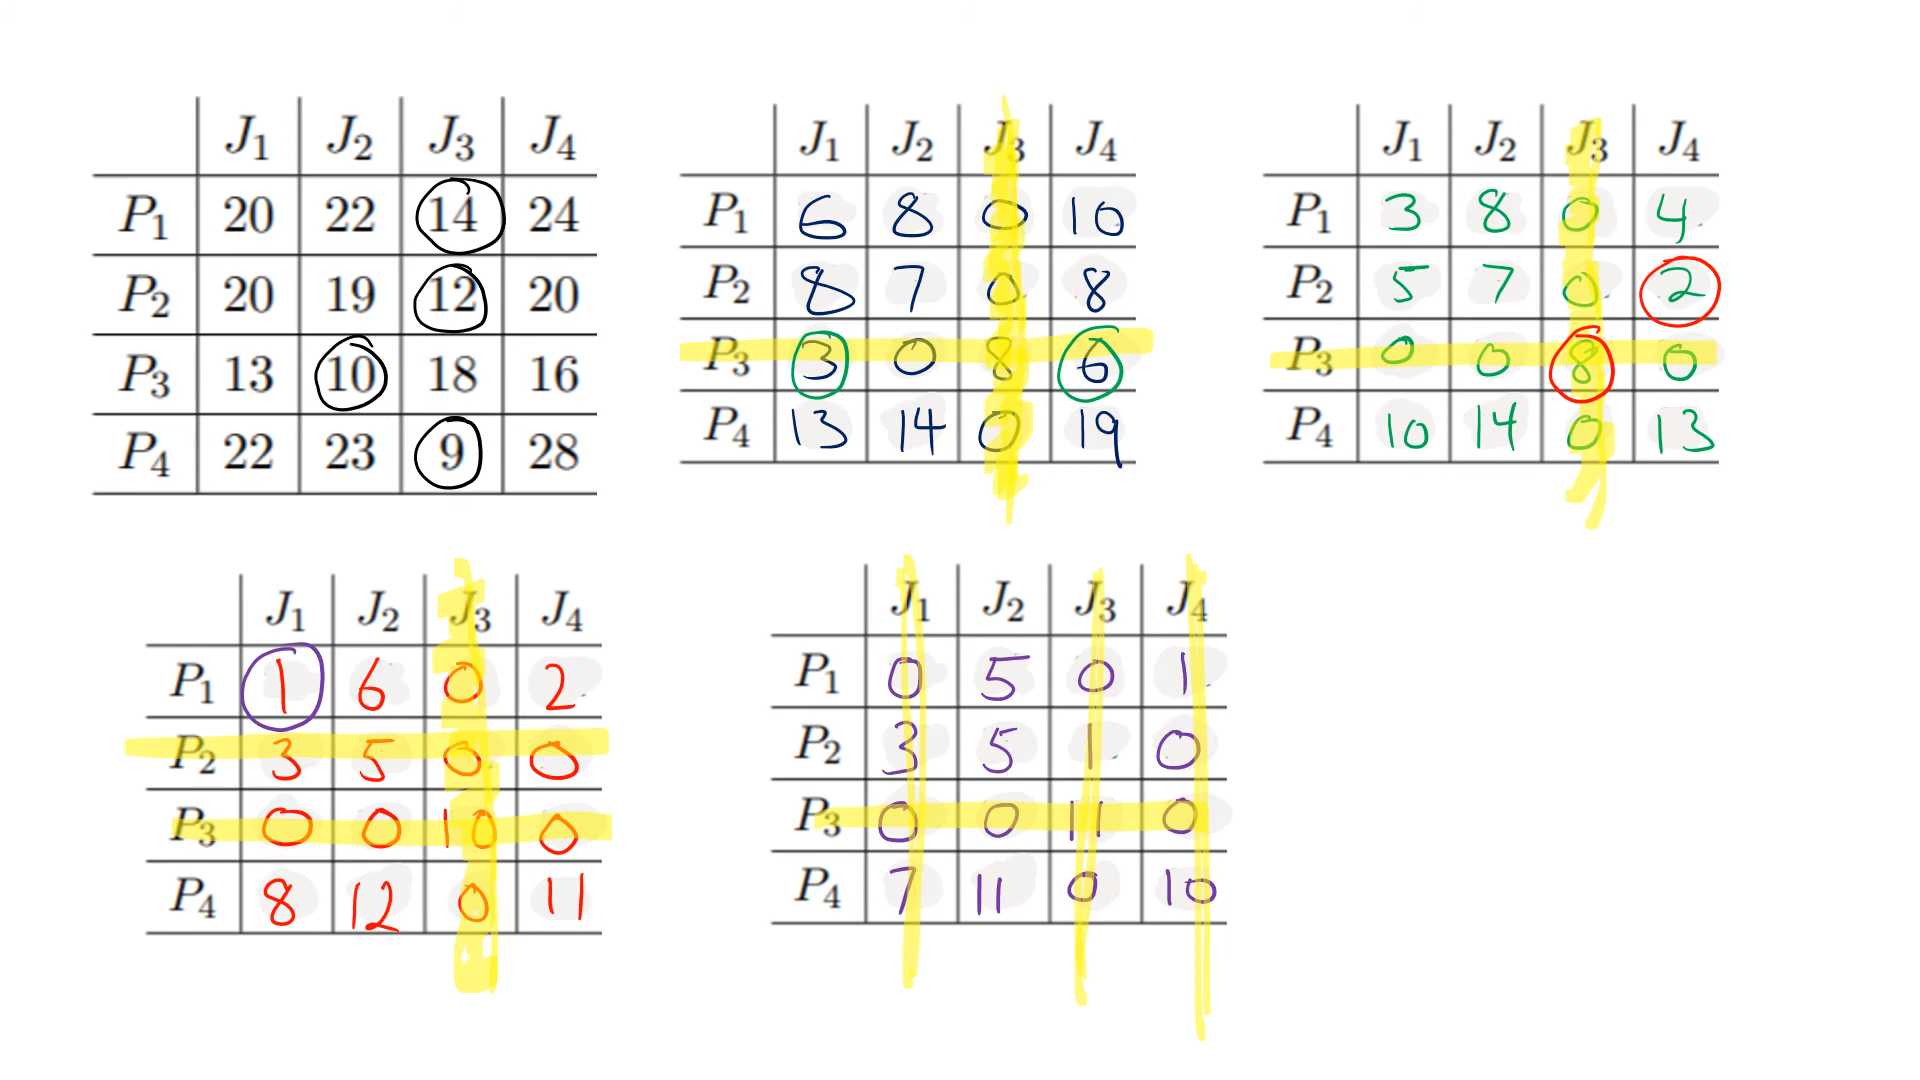 J1 J2 J3 J4
P1 20 22 14 24
P2 20 19 12 20
P3 13 10 18 16
P4 22 23 9 28
J1 J2 J3 J4
P1 6 8 0 10
P2 8 7 0 8
P3 3 0 8 6
P4 13 14 0 19
J1 J2 J3 J4
P1 3 8 0 4
P2 5 7 0 2
P3 0 0 8 0
P4 10 14 0 13
J1 J2 J3 J4
P1 1 6 0 2
P2 3 5 0 0
P3 0 0 10 0
P4 8 12 0 11
J1 J2 J3 J4
P1 0 5 0 1
P2 3 5 1 0
P3 0 0 11 0
P4 7 11 0 10